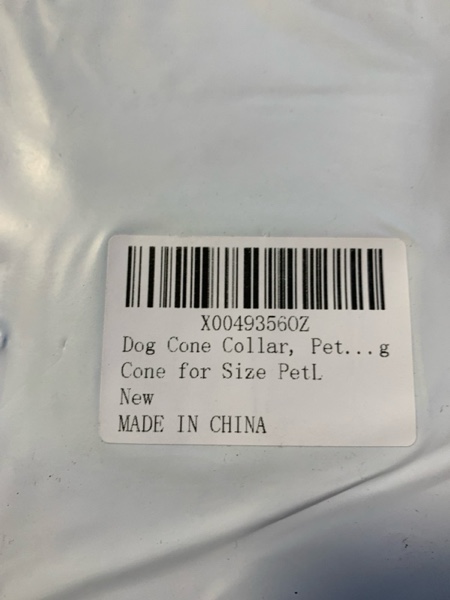 X00493560Z
Dog Cone Collar, Pet...g
Cone for Size PetL
New
MADE IN CHINA